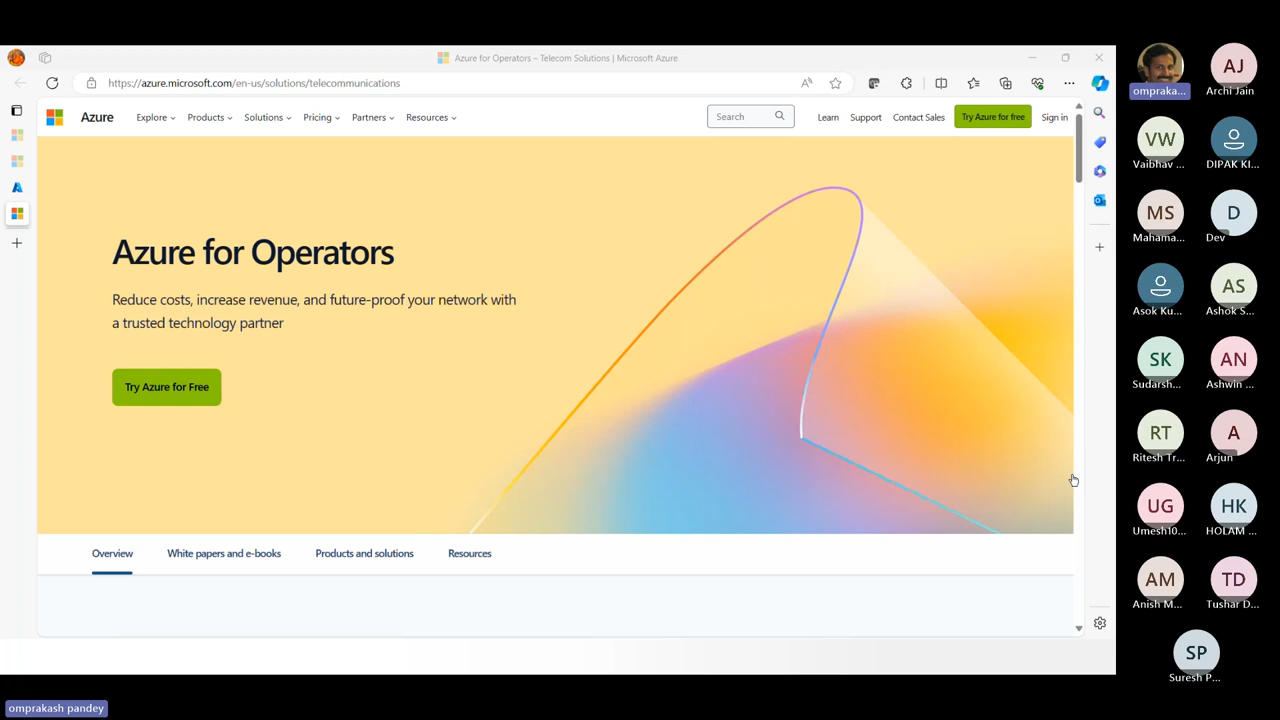 Azure for Operators – Telecom Solutions | Microsoft Azure
https://azure.microsoft.com/en-us/solutions/telecommunications
Azure
Explore
Products
Solutions
Pricing
Partners
Resources
Search
Learn
Support
Contact Sales
Try Azure for free
Sign in
Azure for Operators
Reduce costs, increase revenue, and future-proof your network with
a trusted technology partner
Try Azure for Free
Overview
White papers and e-books
Products and solutions
Resources
ompraka...
AJ
Archi Jain
VW
Vaibhav ...
DIPAK KI...
MS
Mahama...
D
Dev
Asok Ku...
AS
Ashok S...
SK
Sudarsh...
AN
Ashwin ...
RT
Ritesh Tr...
A
Arjun
UG
Umesh10...
HK
HOLAM ...
AM
Anish M...
TD
Tushar D...
SP
Suresh P...
omprakash pandey